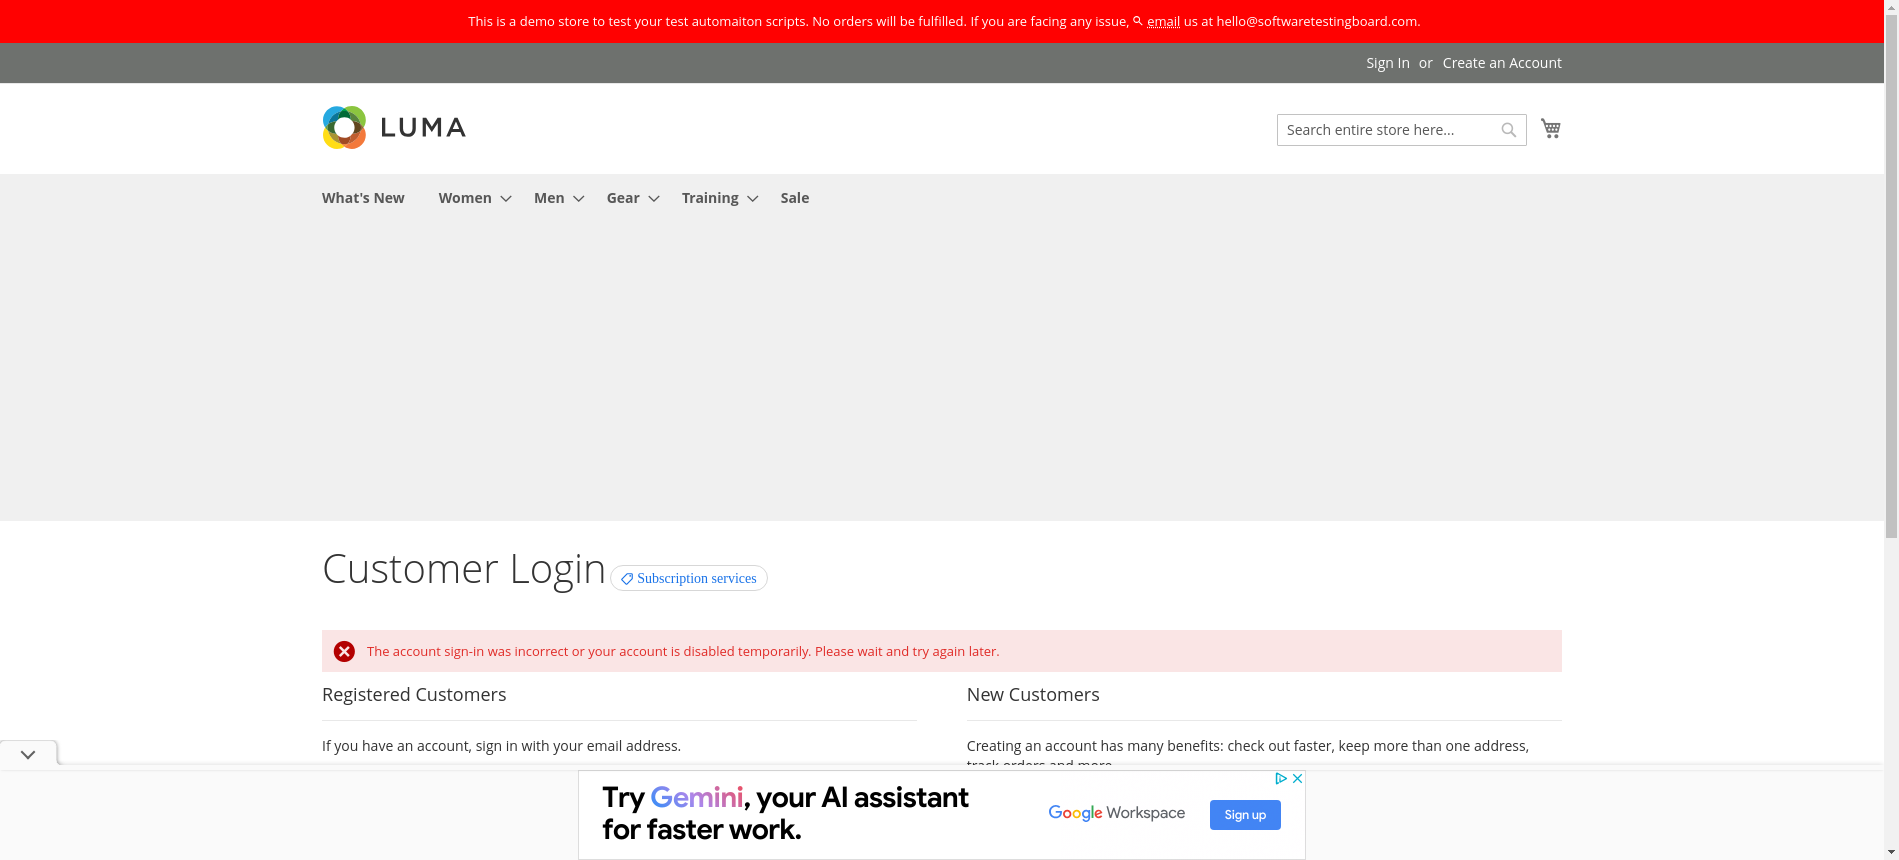 This is a demo store to test your test automaiton scripts. No orders will be fulfilled. If you are facing any issue, email us at hello@softwaretestingboard.com.
Sign In or Create an Account
LUMA
Search entire store here...
What's New Women Men Gear Training Sale
Customer Login Subscription services
The account sign-in was incorrect or your account is disabled temporarily. Please wait and try again later.
Registered Customers
If you have an account, sign in with your email address.
New Customers
Creating an account has many benefits: check out faster, keep more than one address,
track orders and more.
Try Gemini, your AI assistant
for faster work.
Google Workspace
Sign up